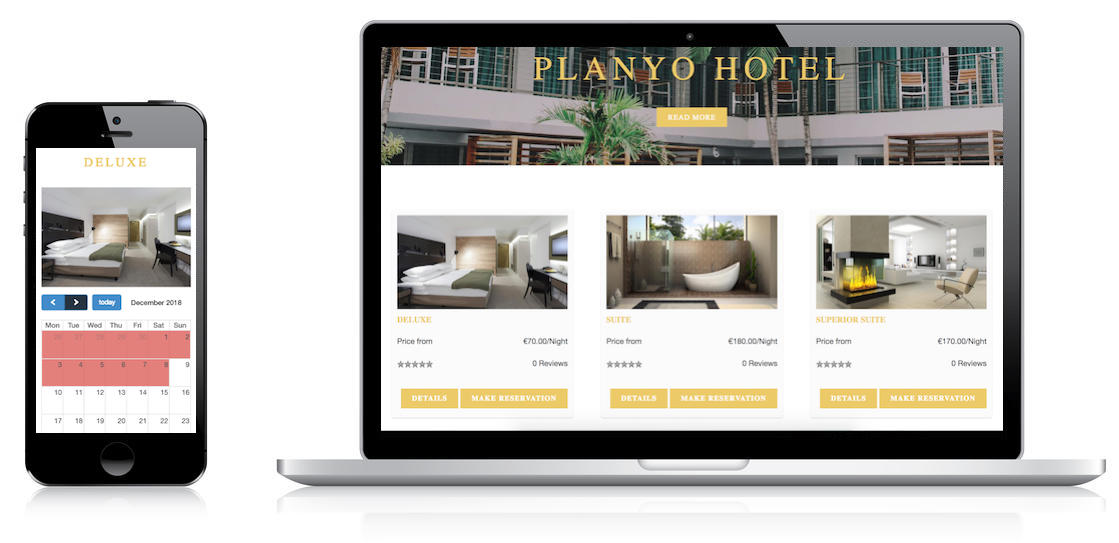 DELUXE
today
December 2018
Mon Tue Wed Thu Fri Sat Sun
26 27 28 29 30 1 2
3 4 5 6 7 8 9
10 11 12 13 14 15 16
17 18 19 20 21 22 23
PLANYO HOTEL
READ MORE
DELUXE
Price from €70.00/Night
0 Reviews
DETAILS MAKE RESERVATION
SUITE
Price from €180.00/Night
0 Reviews
DETAILS MAKE RESERVATION
SUPERIOR SUITE
Price from €170.00/Night
0 Reviews
DETAILS MAKE RESERVATION